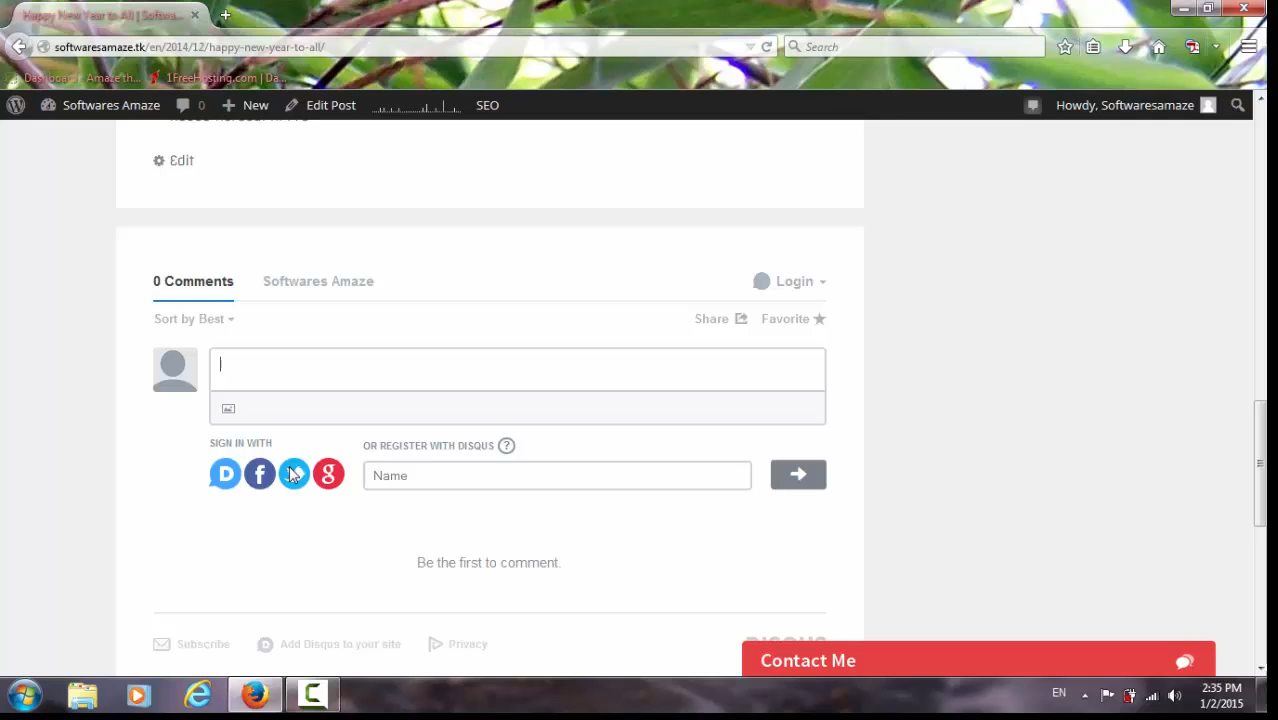 Happy New Year to All | Softwa...
softwaresamaze.tk/en/2014/12/happy-new-year-to-all/
Search
Dashboard : Amaze th...
1FreeHosting.com | Da...
Softwares Amaze
0
New
Edit Post
SEO
Howdy, Softwaresamaze
Edit
0 Comments
Softwares Amaze
Login
Sort by Best
Share
Favorite
SIGN IN WITH
OR REGISTER WITH DISQUS ?
D
f
g
Name
Be the first to comment.
Subscribe
Add Disqus to your site
Privacy
DISQUS
Contact Me
EN
2:35 PM
1/2/2015